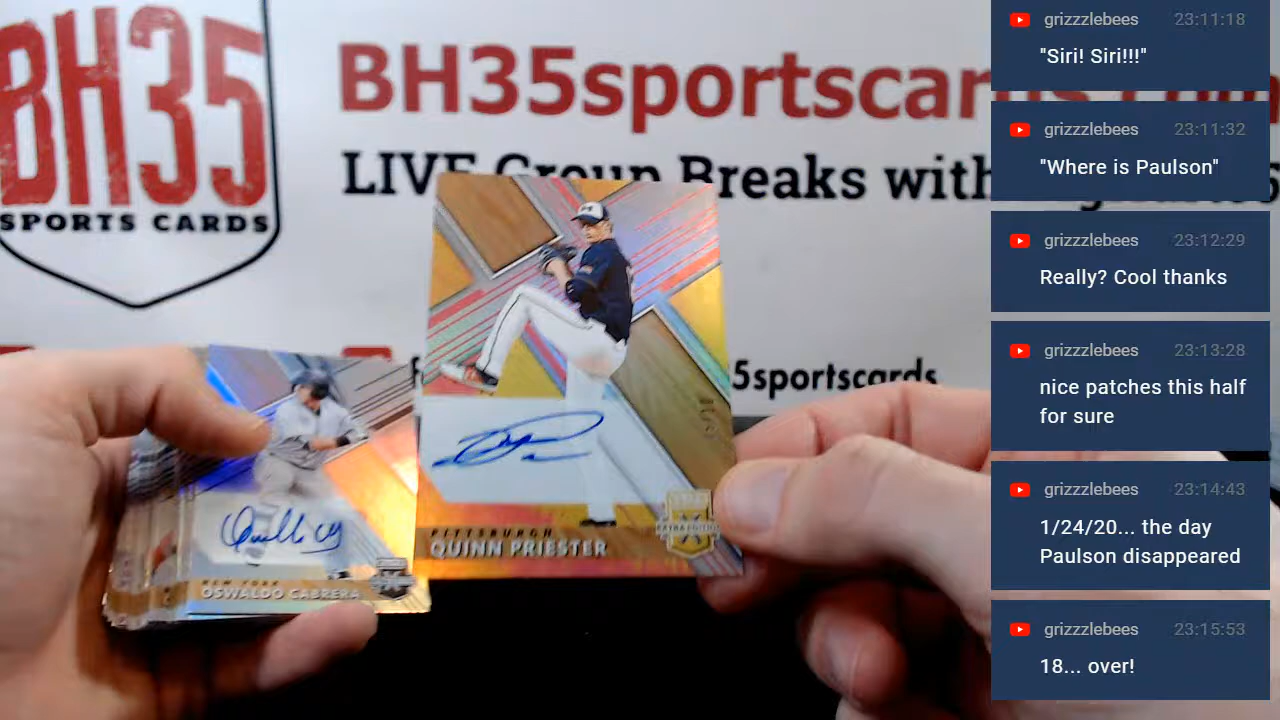 BH35
SPORTS CARDS
BH35sportscar
LIVE Group Breaks with
5sportscards
NEW YORK
OSWALDO CABRERA
PITTSBURGH
QUINN PRIESTER
EXTRA EDITION
grizzzlebees 23:11:18
"Siri! Siri!!!"
grizzzlebees 23:11:32
"Where is Paulson"
grizzzlebees 23:12:29
Really? Cool thanks
grizzzlebees 23:13:28
nice patches this half
for sure
grizzzlebees 23:14:43
1/24/20... the day
Paulson disappeared
grizzzlebees 23:15:53
18... over!